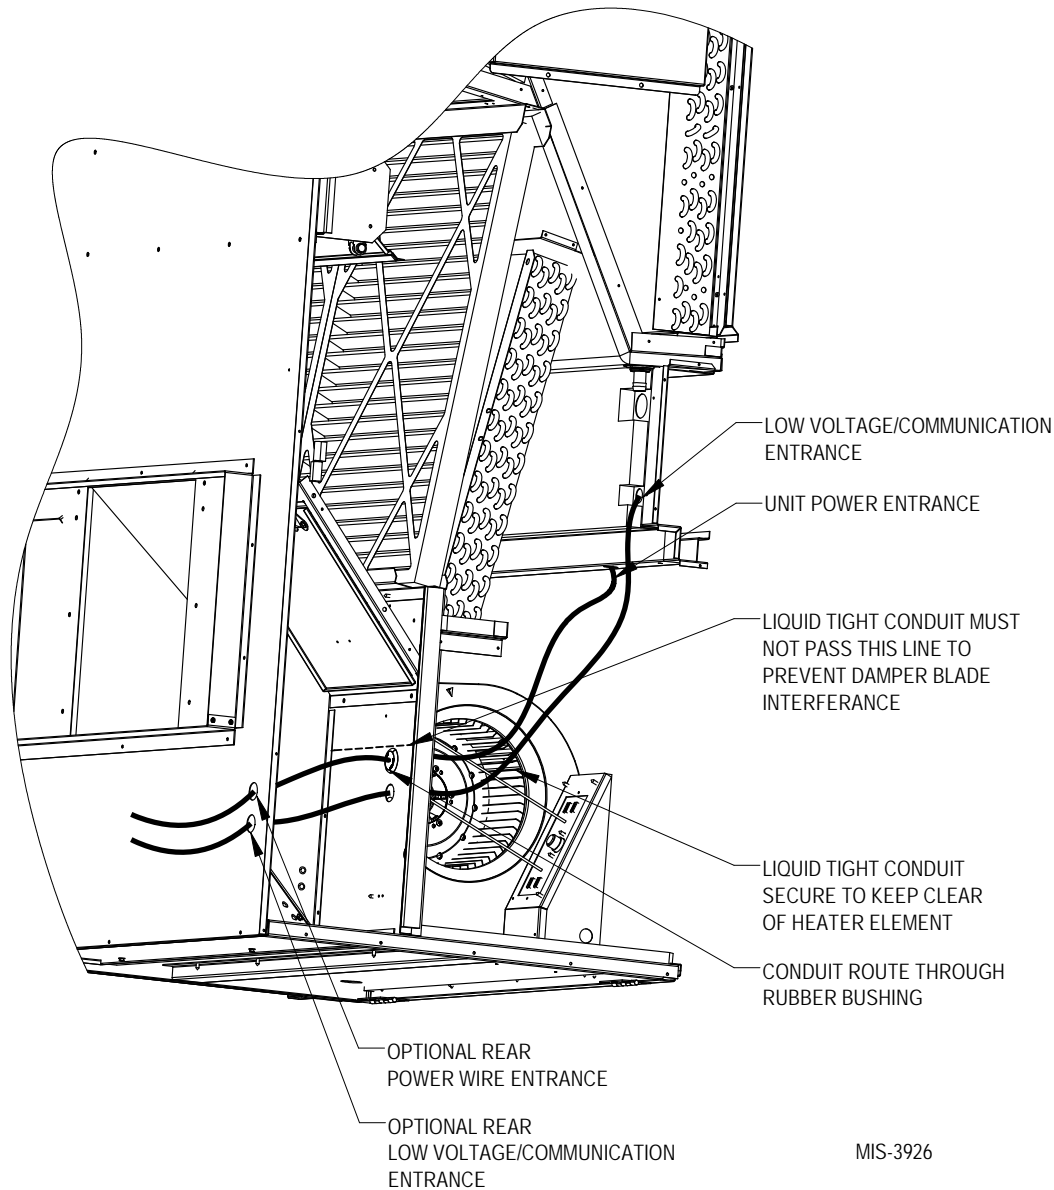 LOW VOLTAGE/COMMUNICATION
ENTRANCE
UNIT POWER ENTRANCE
LIQUID TIGHT CONDUIT MUST
NOT PASS THIS LINE TO
PREVENT DAMPER BLADE
INTERFERANCE
LIQUID TIGHT CONDUIT
SECURE TO KEEP CLEAR
OF HEATER ELEMENT
CONDUIT ROUTE THROUGH
RUBBER BUSHING
OPTIONAL REAR
POWER WIRE ENTRANCE
OPTIONAL REAR
LOW VOLTAGE/COMMUNICATION
ENTRANCE
MIS-3926